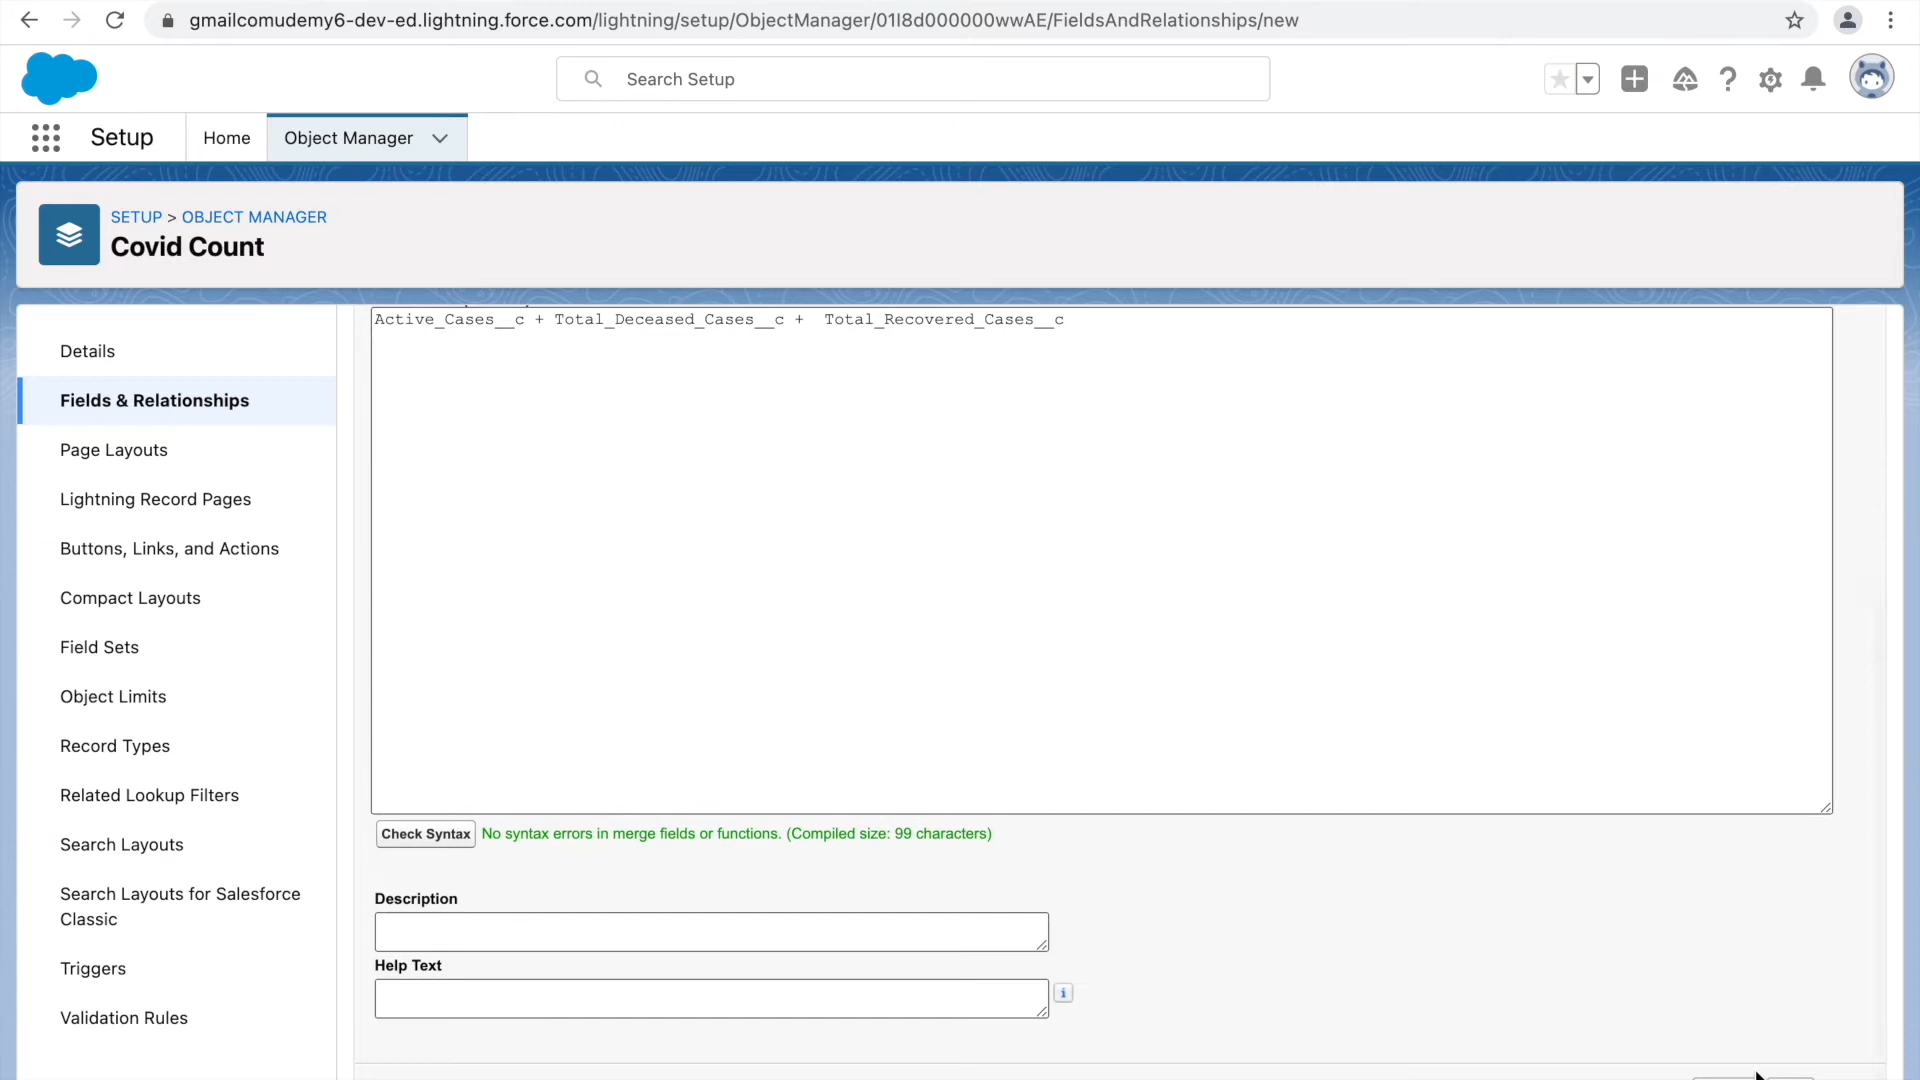 gmailcomudemy6-dev-ed.lightning.force.com/lightning/setup/ObjectManager/01I8d000000wwAE/FieldsAndRelationships/new
Search Setup
Setup
Home
Object Manager
SETUP > OBJECT MANAGER
Covid Count
Details
Fields & Relationships
Page Layouts
Lightning Record Pages
Buttons, Links, and Actions
Compact Layouts
Field Sets
Object Limits
Record Types
Related Lookup Filters
Search Layouts
Search Layouts for Salesforce
Classic
Triggers
Validation Rules
Active_Cases__c + Total_Deceased_Cases__c +  Total_Recovered_Cases__c
Check Syntax No syntax errors in merge fields or functions. (Compiled size: 99 characters)
Description
Help Text
i